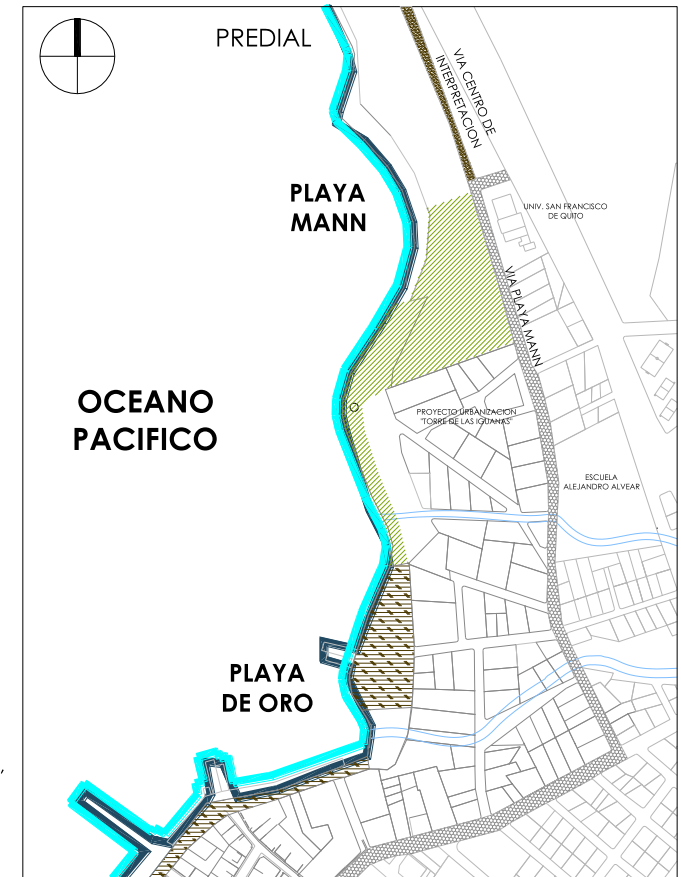 PREDIAL
VIA CENTRO DE
INTERPRETACION
PLAYA
MANN
UNIV. SAN FRANCISCO
DE QUITO
VIA PLAYA MANN
OCEANO
PACIFICO
PROYECTO URBANIZACION
"TORRE DE LAS IGUANAS"
ESCUELA
ALEJANDRO ALVEAR
PLAYA
DE ORO
,